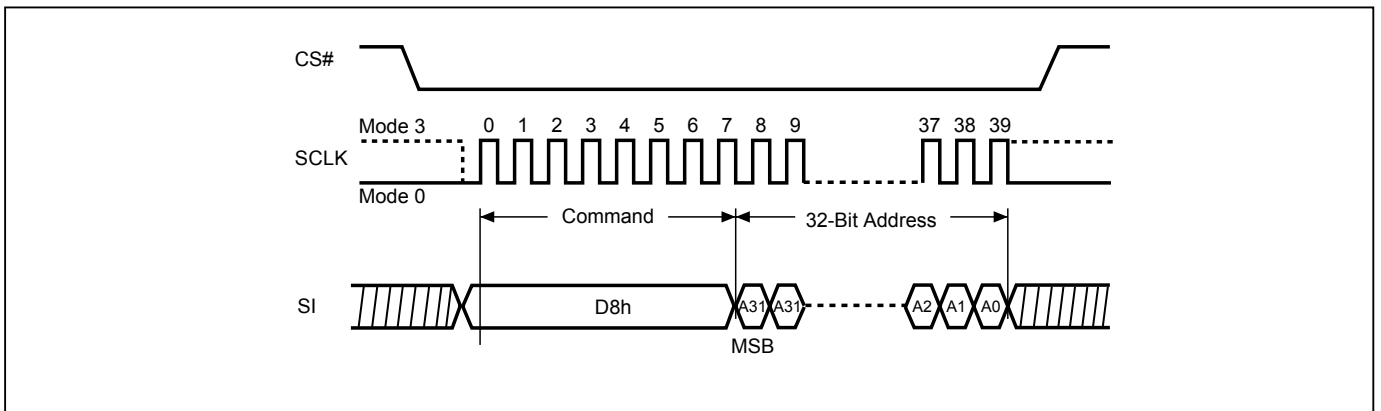 CS#
Mode 3
0 1 2 3 4 5 6 7 8 9 37 38 39
SCLK
Mode 0
Command
32-Bit Address
SI
D8h
A31 A31 A2 A1 A0
MSB